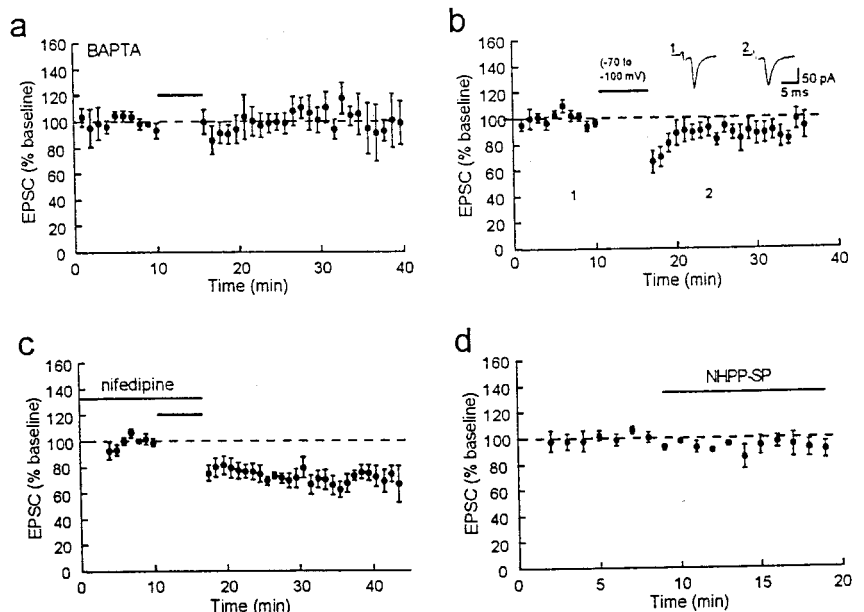 a
BAPTA
EPSC (% baseline)
160
140
120
100
80
60
40
20
0
0 10 20 30 40
Time (min)
b
(-70 to
-100 mV)
1
2
50 pA
5 ms
EPSC (% baseline)
160
140
120
100
80
60
40
20
0
1
2
0 10 20 30 40
Time (min)
c
nifedipine
EPSC (% baseline)
160
140
120
100
80
60
40
20
0
0 10 20 30 40
Time (min)
d
NHPP-SP
EPSC (% baseline)
160
140
120
100
80
60
40
20
0
0 5 10 15 20
Time (min)